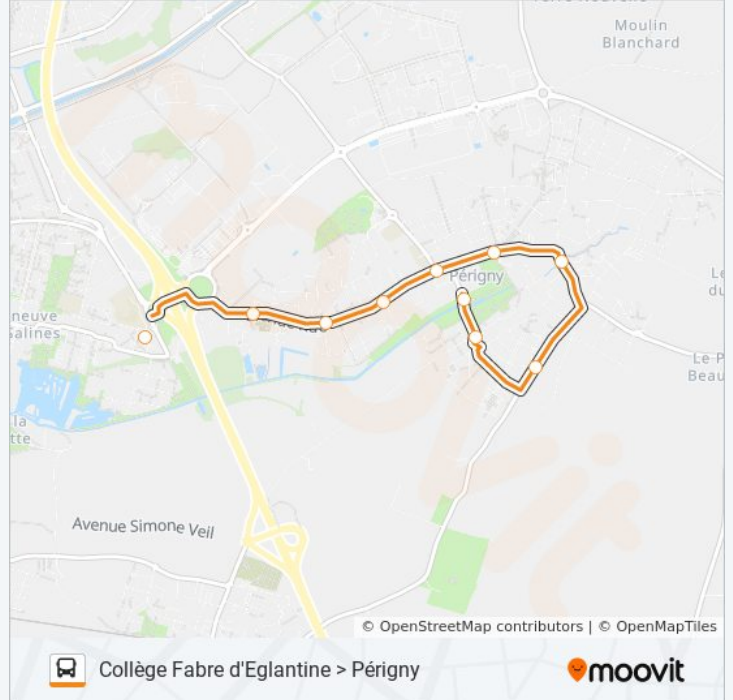 Moulin
Blanchard
Périgny
neuve
Salines
la
tte
Le
du
Le P
Beau
Avenue Simone Veil
© OpenStreetMap contributors | © OpenMapTiles
Collège Fabre d'Eglantine > Périgny
moovit